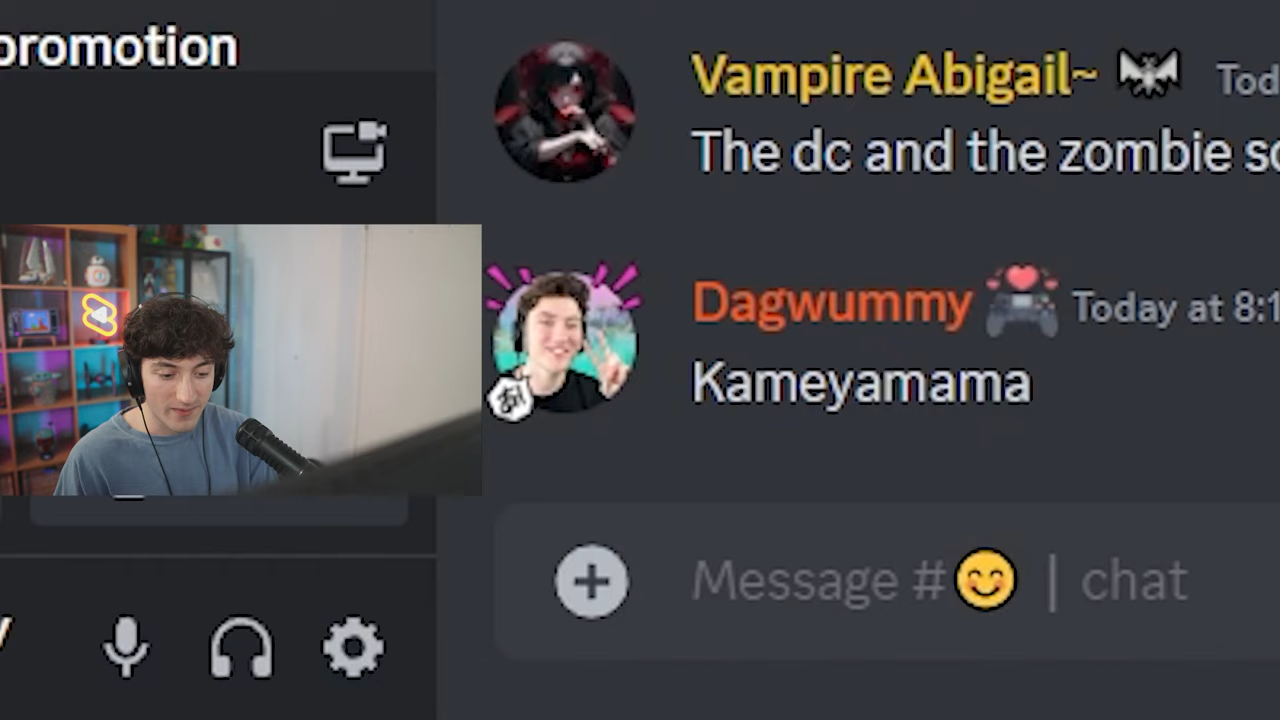 promotion
Vampire Abigail~ Tod
The dc and the zombie sc
Dagwummy Today at 8:1
Kameyamama
Message #😊 | chat